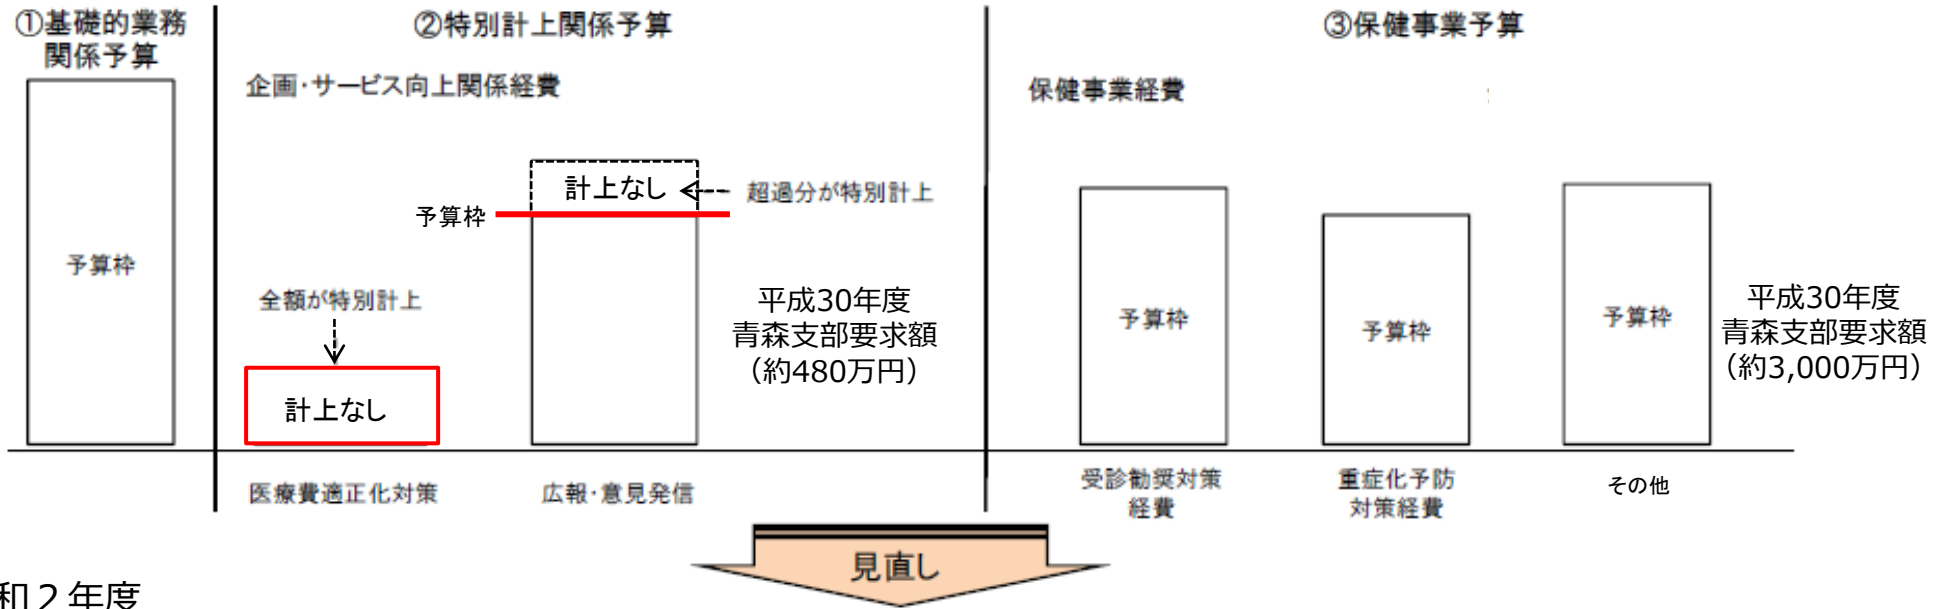 ①基礎的業務
関係予算
予算枠
②特別計上関係予算
企画・サービス向上関係経費
計上なし
超過分が特別計上
予算枠
全額が特別計上
計上なし
平成30年度
青森支部要求額
（約480万円）
医療費適正化対策
広報・意見発信
③保健事業予算
保健事業経費
予算枠
予算枠
予算枠
平成30年度
青森支部要求額
（約3,000万円）
受診勧奨対策
経費
重症化予防
対策経費
その他
見直し
和２年度